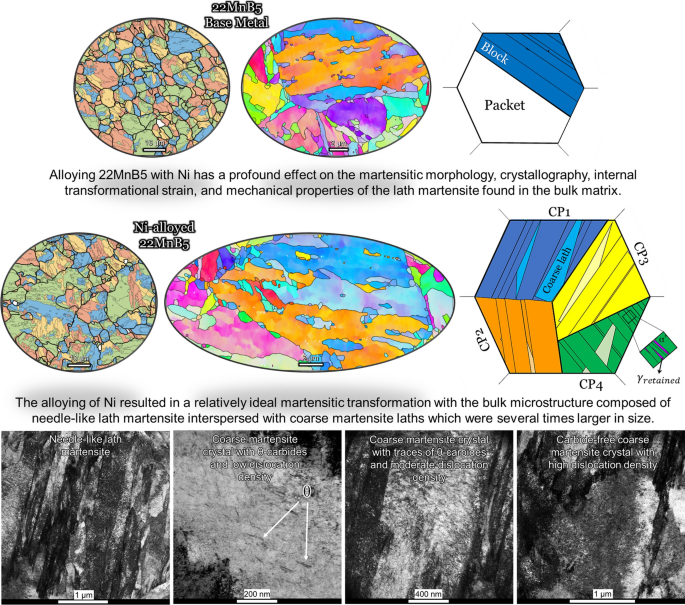 22MnB5
Base Metal
Block
Packet
Alloying 22MnB5 with Ni has a profound effect on the martensitic morphology, crystallography, internal
transformational strain, and mechanical properties of the lath martensite found in the bulk matrix.
Ni-alloyed
22MnB5
CP1
CP3
Coarse lath
CP2
CP4
γretained
The alloying of Ni resulted in a relatively ideal martensitic transformation with the bulk microstructure composed of
needle-like lath martensite interspersed with coarse martensite laths which were several times larger in size.
Needle-like lath
martensite
1 μm
Coarse martensite
crystal with θ-carbides
and low dislocation
density
θ
200 nm
Coarse martensite crystal
with traces of θ-carbides
and moderate dislocation
density
400 nm
Carbide-free coarse
martensite crystal with
high dislocation density
1 μm